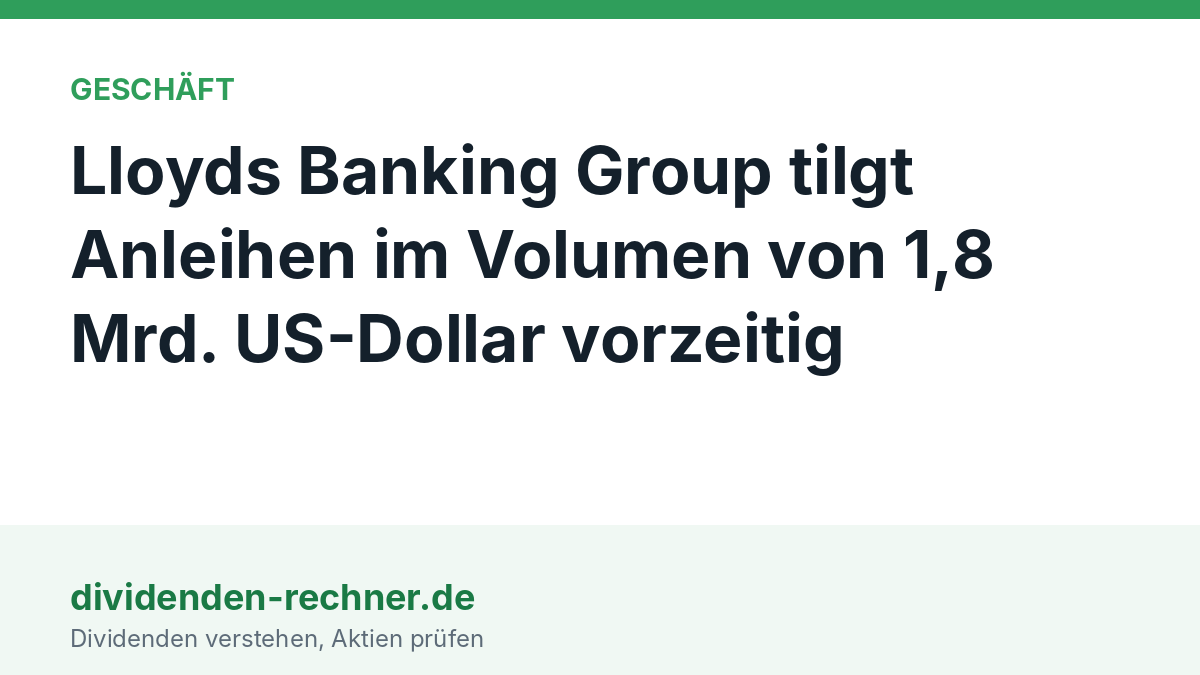 GESCHÄFT
Lloyds Banking Group tilgt
Anleihen im Volumen von 1,8
Mrd. US-Dollar vorzeitig
dividenden-rechner.de
Dividenden verstehen, Aktien prüfen